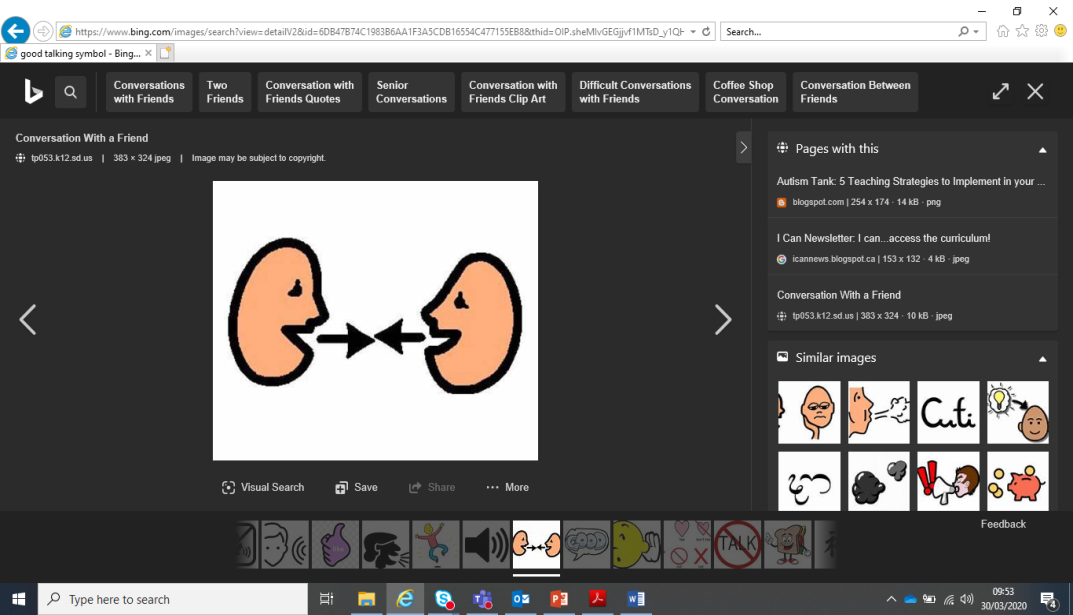 https://www.bing.com/images/search?view=detailV2&id=6DB47B74C1983B6AA1F3A5CDB16554C477155EB8&thid=OIP.sheMlvGEGjjvf1MTsD_y1QH
Search...
good talking symbol - Bing...
Conversations with Friends
Two Friends
Conversation with Friends Quotes
Senior Conversations
Conversation with Friends Clip Art
Difficult Conversations with Friends
Coffee Shop Conversation
Conversation Between Friends
Conversation With a Friend
tp053.k12.sd.us | 383 × 324 jpeg | Image may be subject to copyright.
Visual Search
Save
Share
More
Pages with this
Autism Tank: 5 Teaching Strategies to Implement in your ...
blogspot.com | 254 x 174 · 14 kB · png
I Can Newsletter: I can...access the curriculum!
icannews.blogspot.ca | 153 x 132 · 4 kB · jpeg
Conversation With a Friend
tp053.k12.sd.us | 383 x 324 · 10 kB · jpeg
Similar images
Cuti
TALK
Feedback
Type here to search
09:53
30/03/2020
4